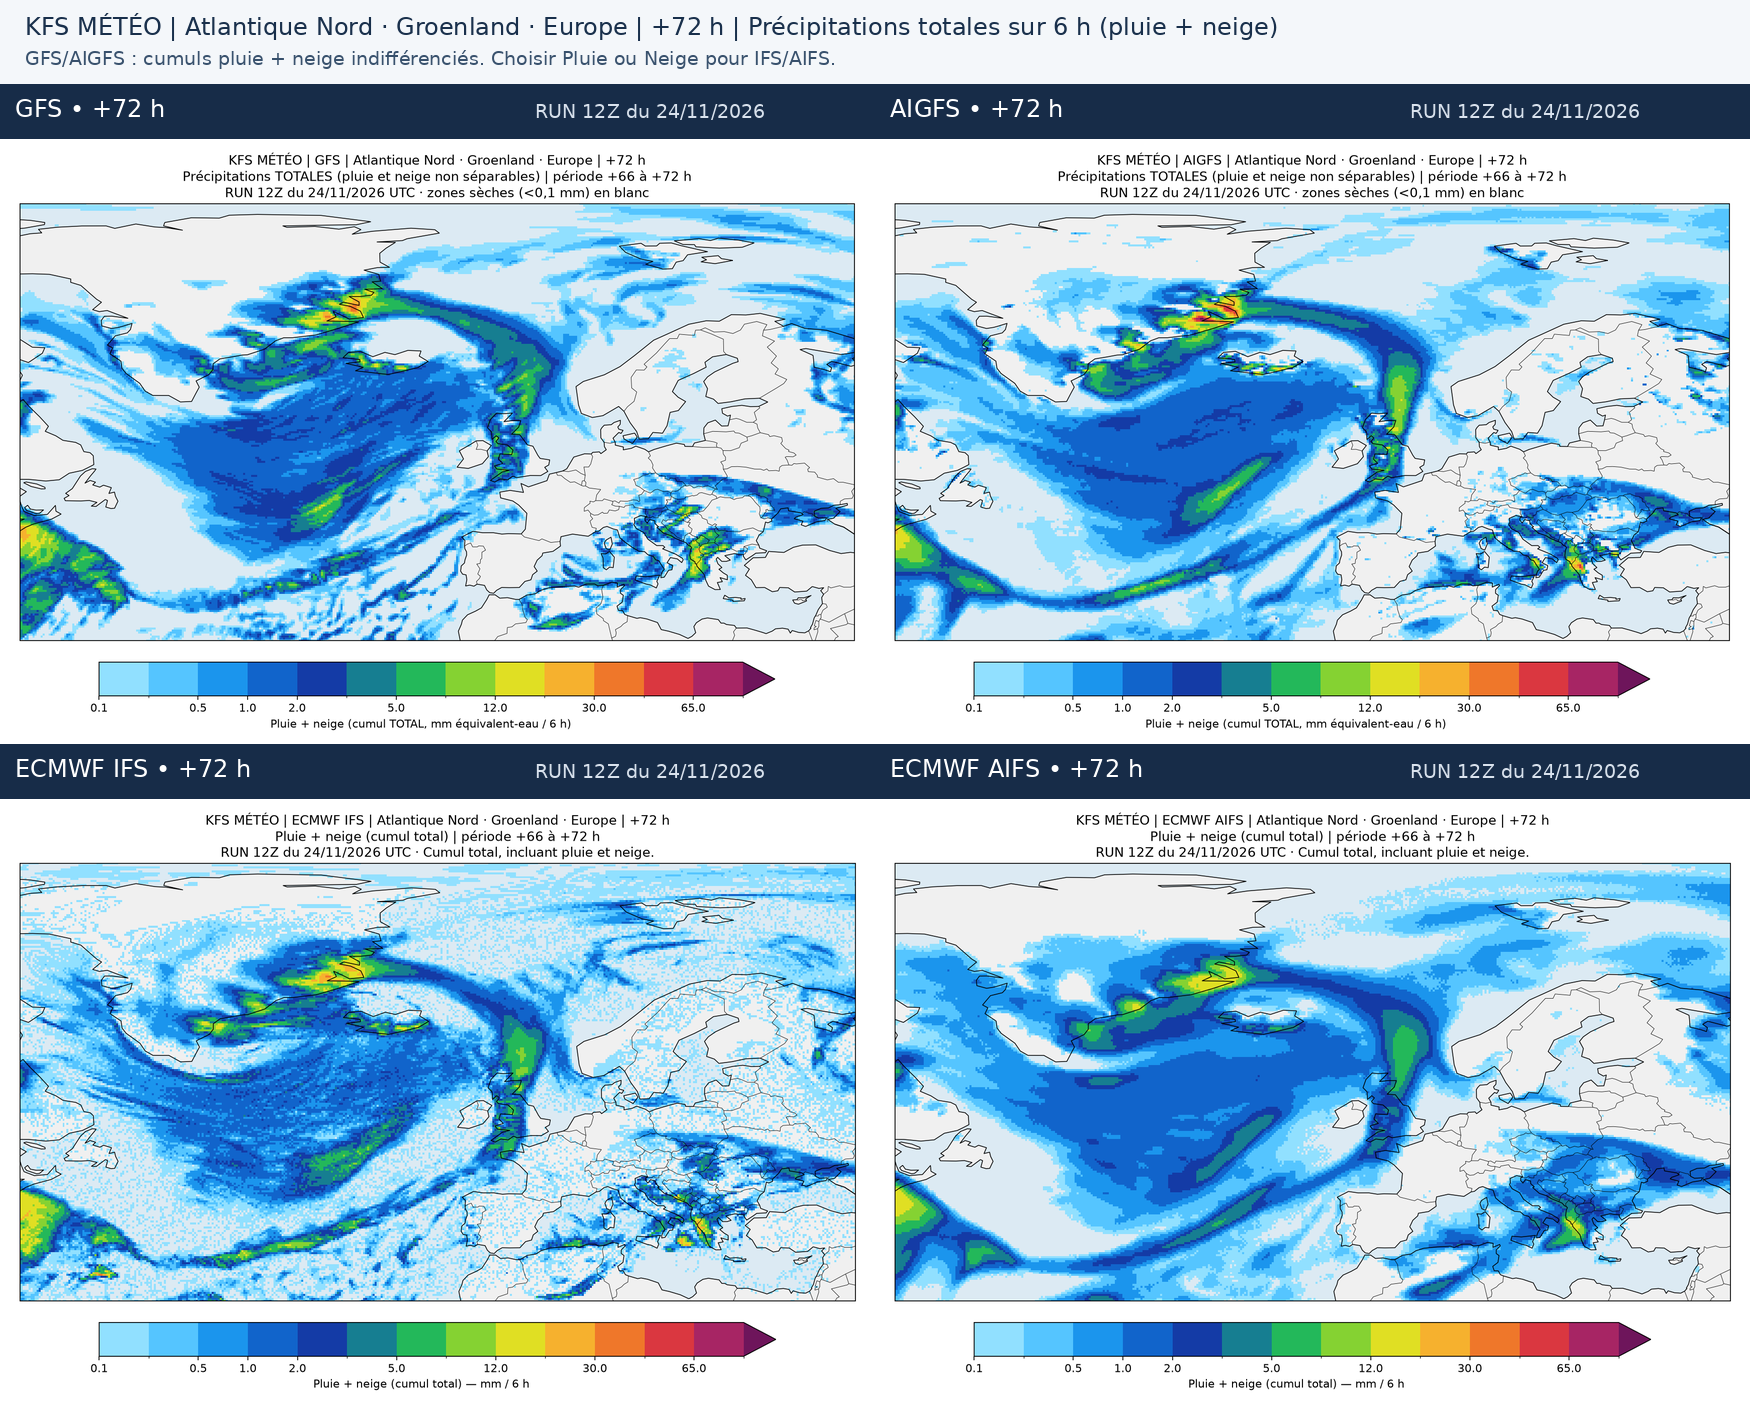 KFS MÉTÉO | Atlantique Nord · Groenland · Europe | +72 h | Précipitations totales sur 6 h (pluie + neige)
GFS/AIGFS : cumuls pluie + neige indifférenciés. Choisir Pluie ou Neige pour IFS/AIFS.
GFS • +72 h
RUN 12Z du 24/11/2026
AIGFS • +72 h
RUN 12Z du 24/11/2026
KFS MÉTÉO | GFS | Atlantique Nord · Groenland · Europe | +72 h
Précipitations TOTALES (pluie et neige non séparables) | période +66 à +72 h
RUN 12Z du 24/11/2026 UTC · zones sèches (<0,1 mm) en blanc
KFS MÉTÉO | AIGFS | Atlantique Nord · Groenland · Europe | +72 h
Précipitations TOTALES (pluie et neige non séparables) | période +66 à +72 h
RUN 12Z du 24/11/2026 UTC · zones sèches (<0,1 mm) en blanc
0.1 0.5 1.0 2.0 5.0 12.0 30.0 65.0
Pluie + neige (cumul TOTAL, mm équivalent-eau / 6 h)
0.1 0.5 1.0 2.0 5.0 12.0 30.0 65.0
Pluie + neige (cumul TOTAL, mm équivalent-eau / 6 h)
ECMWF IFS • +72 h
RUN 12Z du 24/11/2026
ECMWF AIFS • +72 h
RUN 12Z du 24/11/2026
KFS MÉTÉO | ECMWF IFS | Atlantique Nord · Groenland · Europe | +72 h
Pluie + neige (cumul total) | période +66 à +72 h
RUN 12Z du 24/11/2026 UTC · Cumul total, incluant pluie et neige.
KFS MÉTÉO | ECMWF AIFS | Atlantique Nord · Groenland · Europe | +72 h
Pluie + neige (cumul total) | période +66 à +72 h
RUN 12Z du 24/11/2026 UTC · Cumul total, incluant pluie et neige.
0.1 0.5 1.0 2.0 5.0 12.0 30.0 65.0
Pluie + neige (cumul total) — mm / 6 h
0.1 0.5 1.0 2.0 5.0 12.0 30.0 65.0
Pluie + neige (cumul total) — mm / 6 h